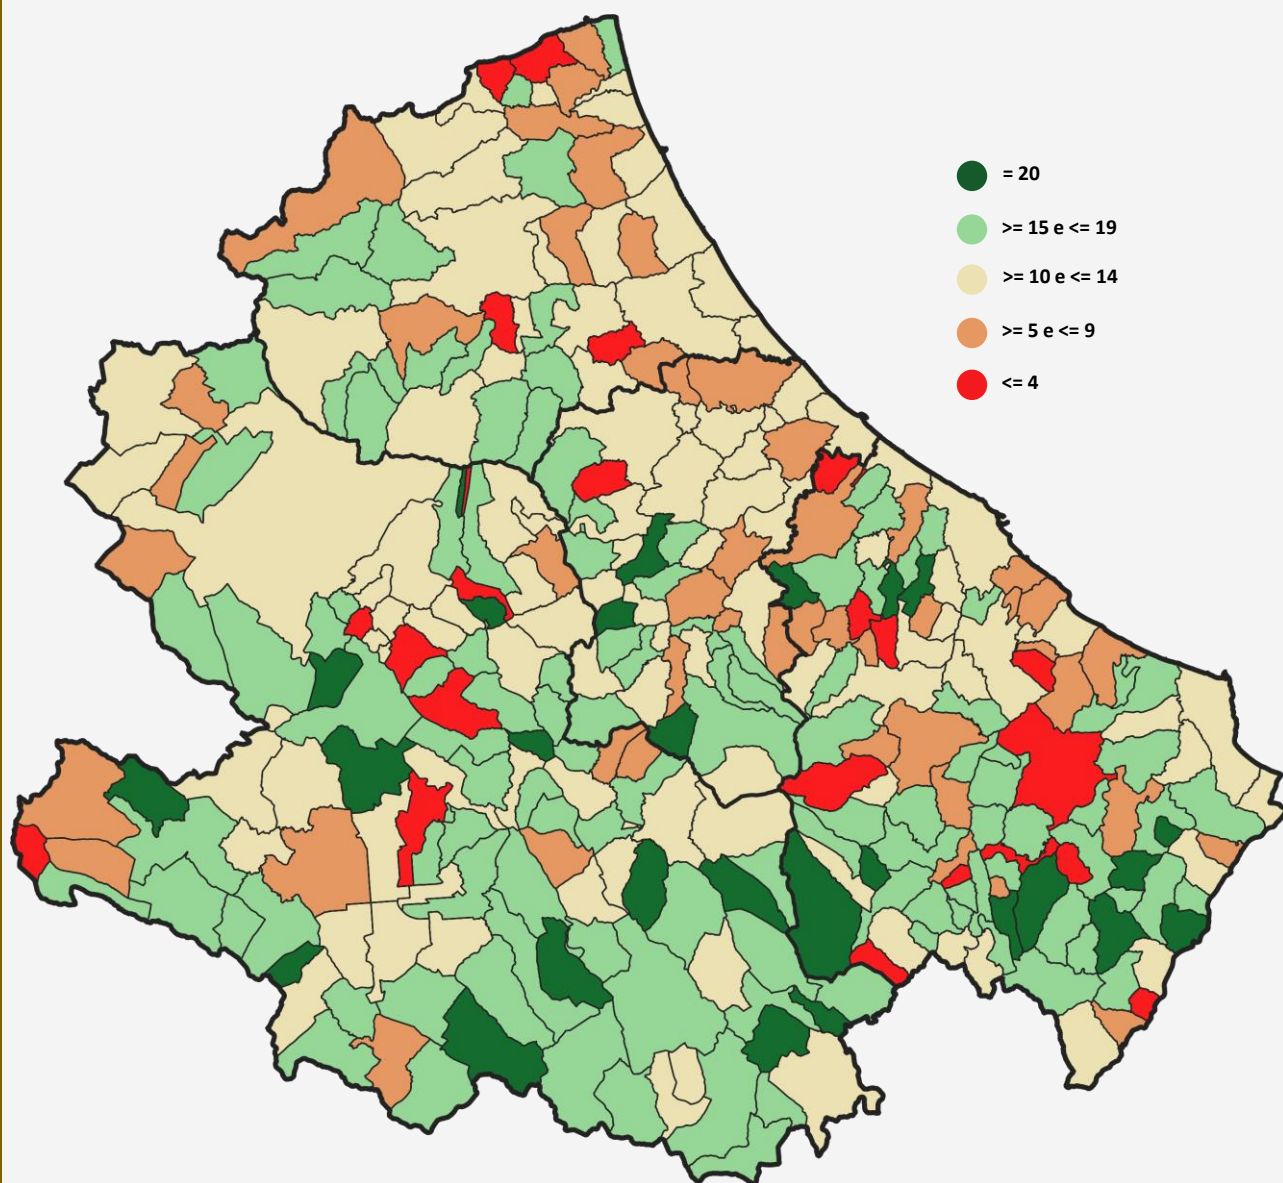 = 20
>= 15 e <= 19
>= 10 e <= 14
>= 5 e <= 9
<= 4